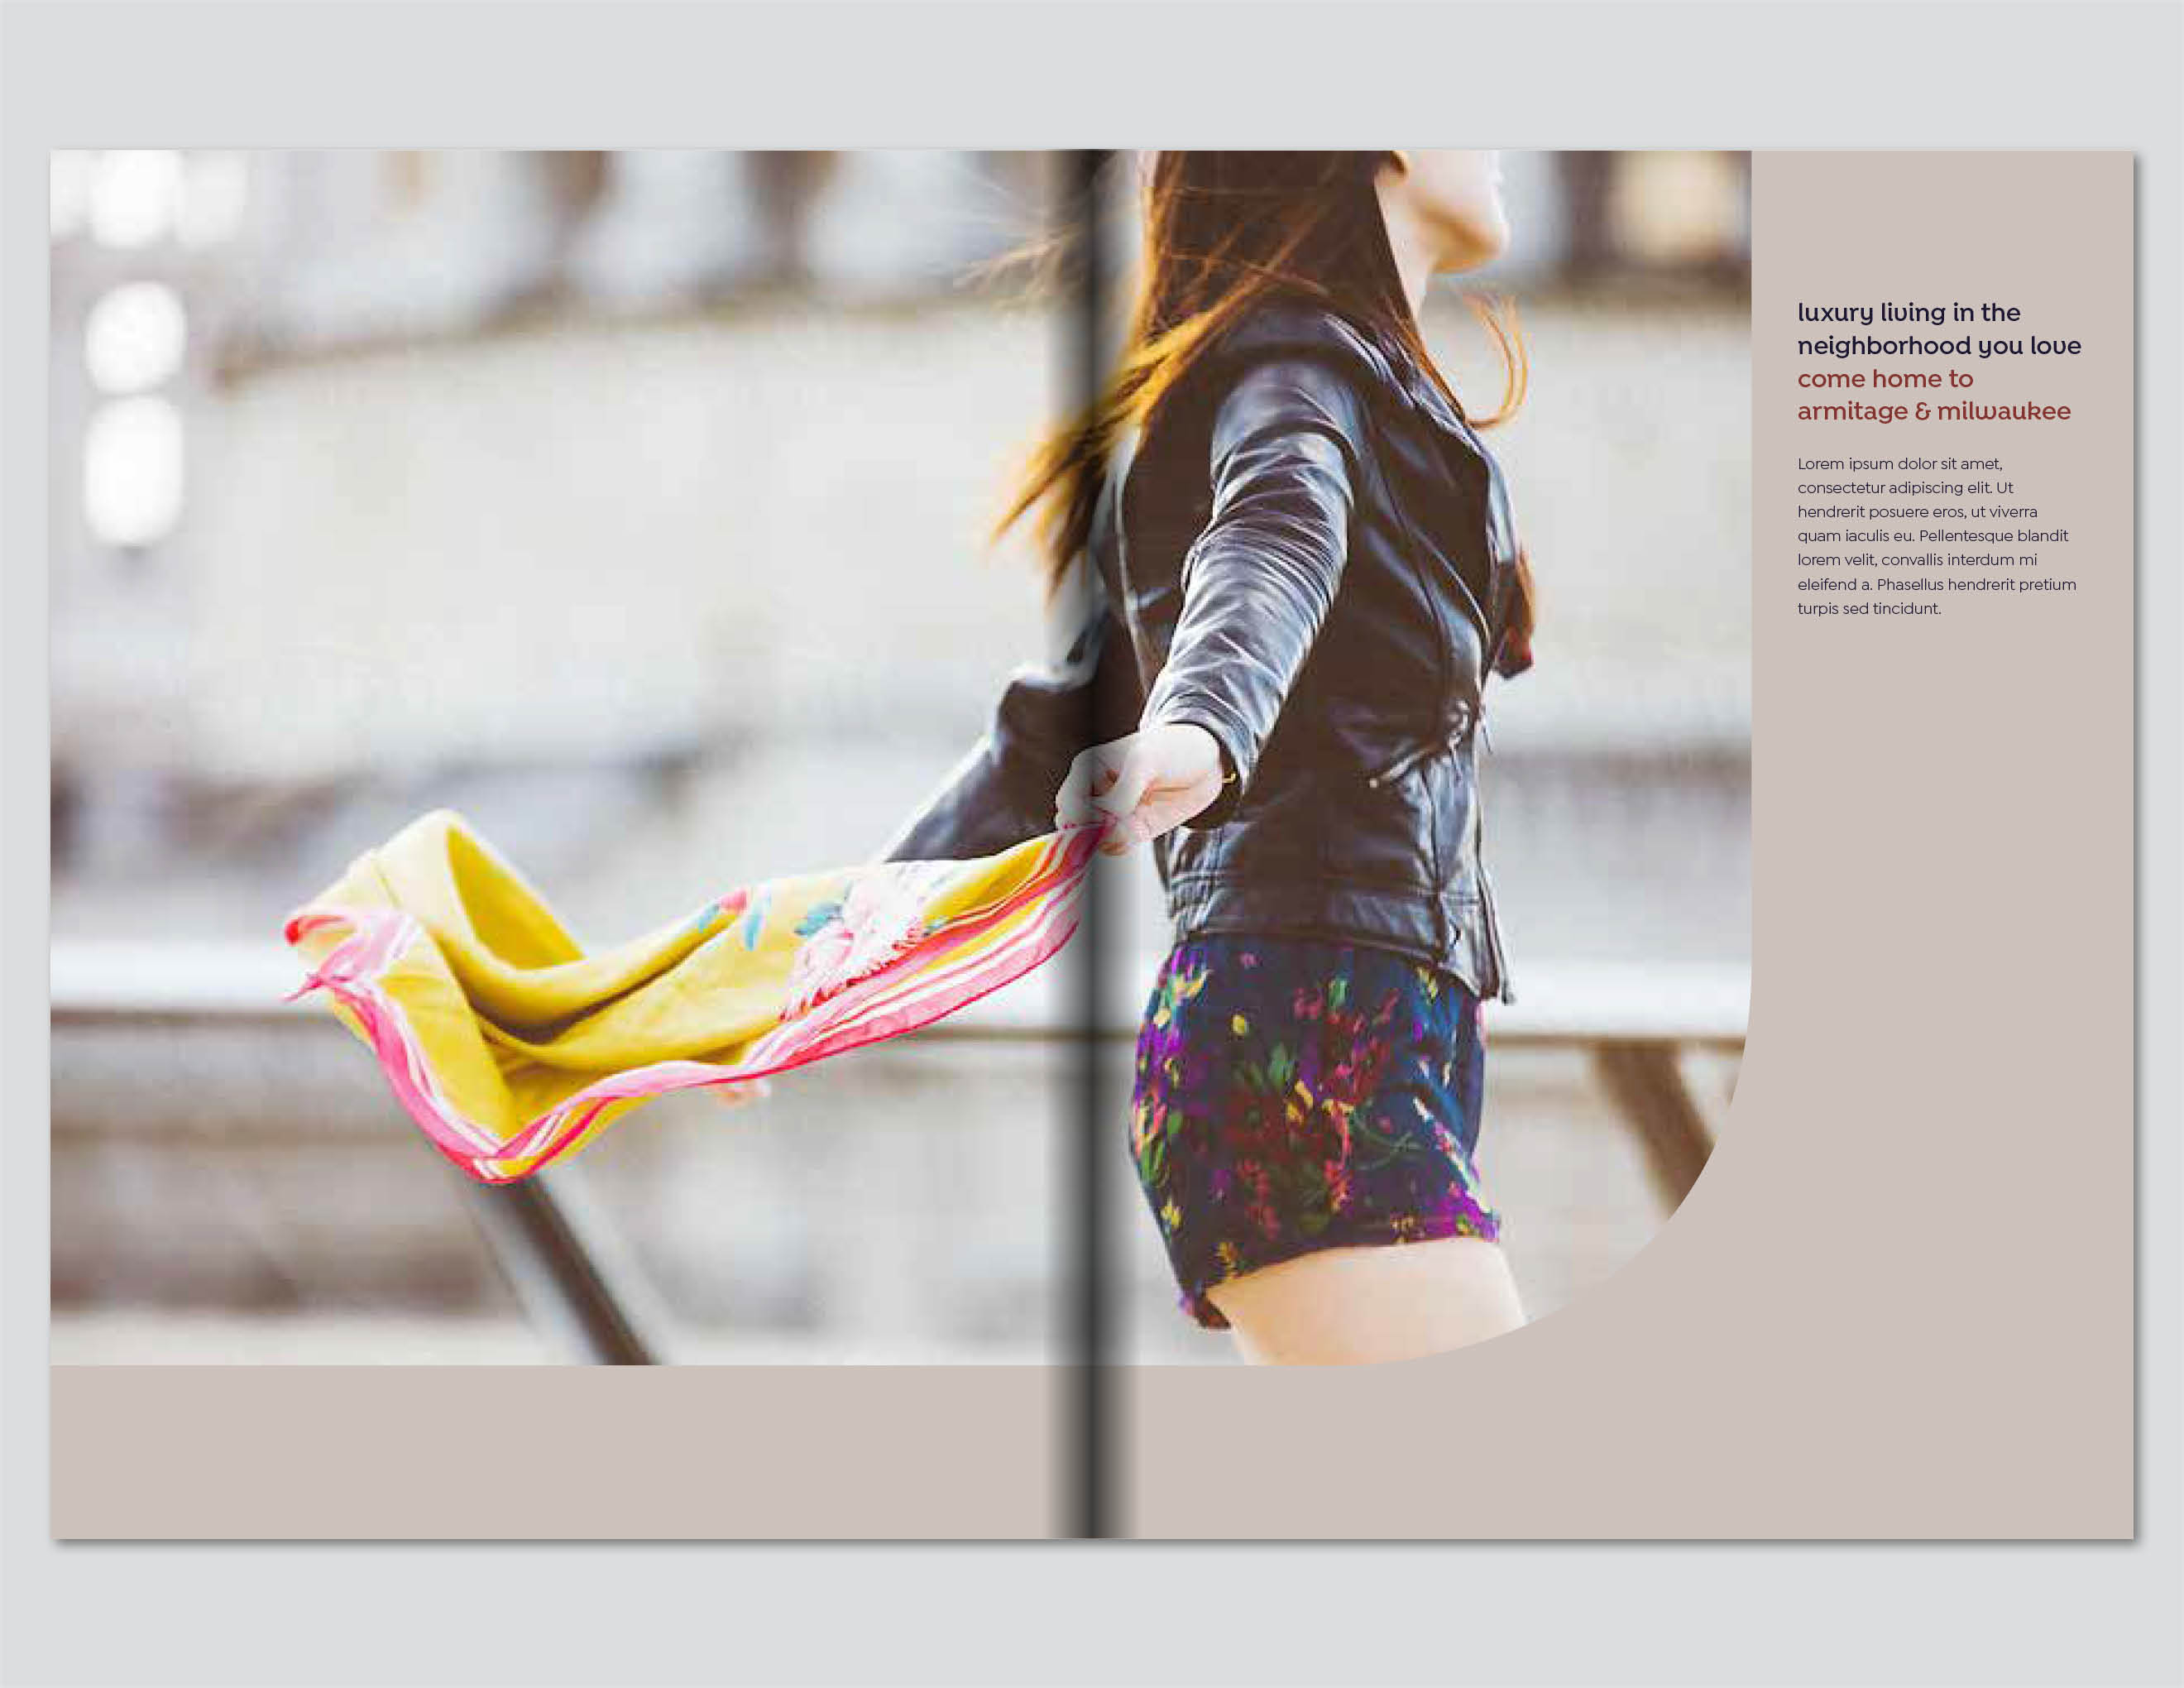 luxury living in the
neighborhood you love
come home to
armitage & milwaukee
Lorem ipsum dolor sit amet,
consectetur adipiscing elit. Ut
hendrerit posuere eros, ut viverra
quam iaculis eu. Pellentesque blandit
lorem velit, convallis interdum mi
eleifend a. Phasellus hendrerit pretium
turpis sed tincidunt.